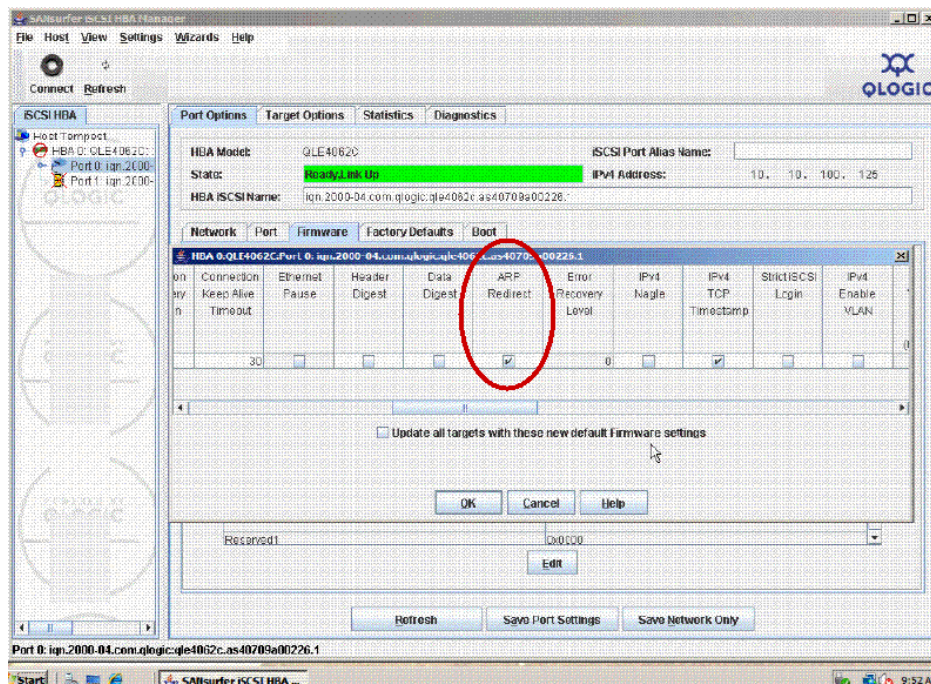 SANsurfer iSCSI HBA Manager
File Host View Settings Wizards Help
Connect Refresh
QLOGIC
iSCSI HBA
Port Options Target Options Statistics Diagnostics
Host Tempest
HBA 0: QLE4062C:
Port 0: iqn.2000-
Port 1: iqn.2000-
HBA Model: QLE4062C iSCSI Port Alias Name:
State: Ready,Link Up IPv4 Address: 10. 10. 100. 125
HBA iSCSI Name: iqn.2000-04.com.qlogic:qle4062c.as40709a00226.1
Network Port Firmware Factory Defaults Boot
HBA 0:QLE4062C:Port 0: iqn.2000-04.com.qlogic:qle4062c.as40709a00226.1
on Connection Ethernet Header Data ARP Error IPv4 IPv4 Strict iSCSI IPv4
ery Keep Alive Pause Digest Digest Redirect Recovery Nagle TCP Login Enable
n Timeout Level Timestamp VLAN
30 0
Update all targets with these new default Firmware settings
OK Cancel Help
Reserved1 0x0000
Edit
Refresh Save Port Settings Save Network Only
Port 0: iqn.2000-04.com.qlogic:qle4062c.as40709a00226.1
Start SANsurfer iSCSI HBA ... 9:52 A